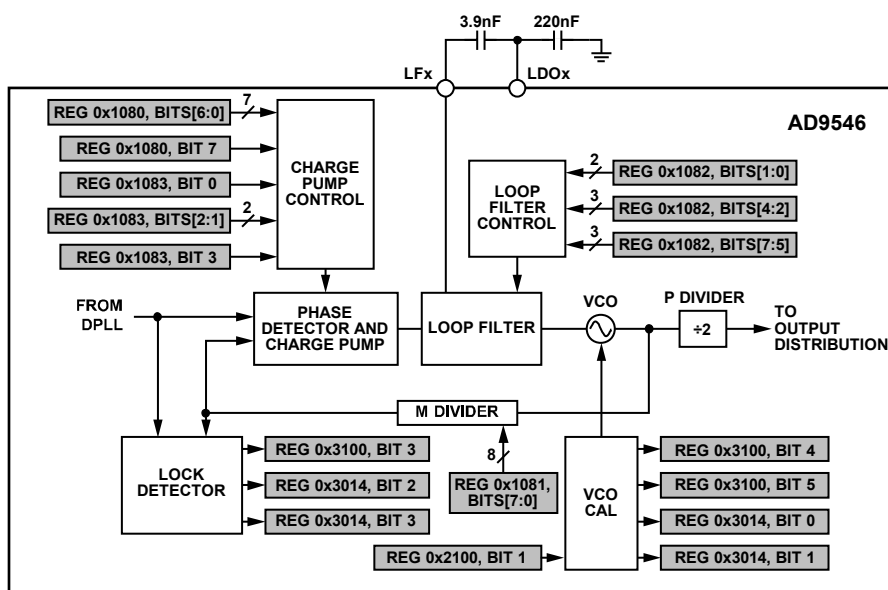 3.9nF
220nF
LFx
LDOx
AD9546
7
REG 0x1080, BITS[6:0]
REG 0x1080, BIT 7
REG 0x1083, BIT 0
2
REG 0x1083, BITS[2:1]
REG 0x1083, BIT 3
CHARGE
PUMP
CONTROL
LOOP
FILTER
CONTROL
2
REG 0x1082, BITS[1:0]
3
REG 0x1082, BITS[4:2]
3
REG 0x1082, BITS[7:5]
FROM
DPLL
PHASE
DETECTOR AND
CHARGE PUMP
LOOP FILTER
VCO
P DIVIDER
÷2
TO
OUTPUT
DISTRIBUTION
M DIVIDER
8
REG 0x1081,
BITS[7:0]
LOCK
DETECTOR
REG 0x3100, BIT 3
REG 0x3014, BIT 2
REG 0x3014, BIT 3
VCO
CAL
REG 0x3100, BIT 4
REG 0x3100, BIT 5
REG 0x3014, BIT 0
REG 0x3014, BIT 1
REG 0x2100, BIT 1